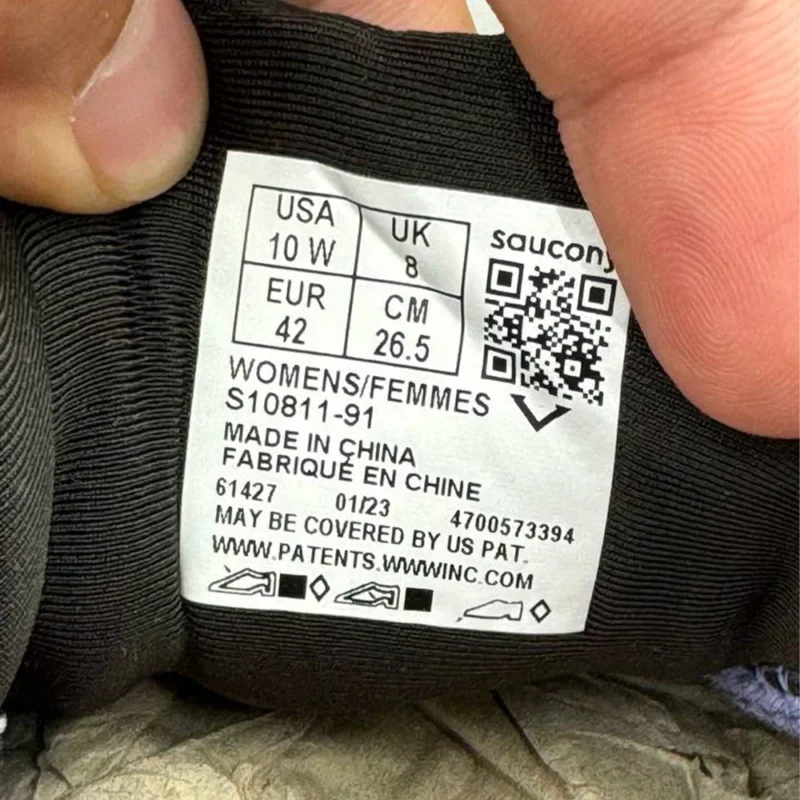 USA
10 W
UK
8
EUR
42
CM
26.5
saucony
WOMENS/FEMMES
S10811-91
MADE IN CHINA
FABRIQUÉ EN CHINE
61427 01/23 4700573394
MAY BE COVERED BY US PAT.
WWW.PATENTS.WWWINC.COM